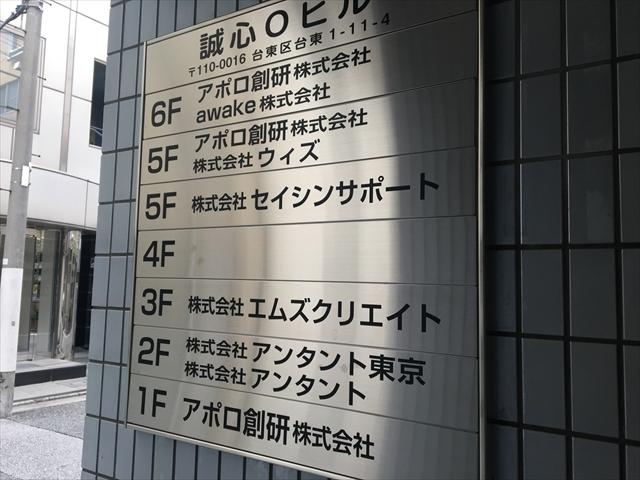 誠心Oビル
〒110-0016 台東区台東 1-11-4
6F アポロ創研株式会社
awake株式会社
5F アポロ創研株式会社
株式会社ウィズ
5F 株式会社 セイシンサポート
4F
3F 株式会社 エムズクリエイト
2F 株式会社 アンタント東京
株式会社 アンタント
1F アポロ創研 株式会社